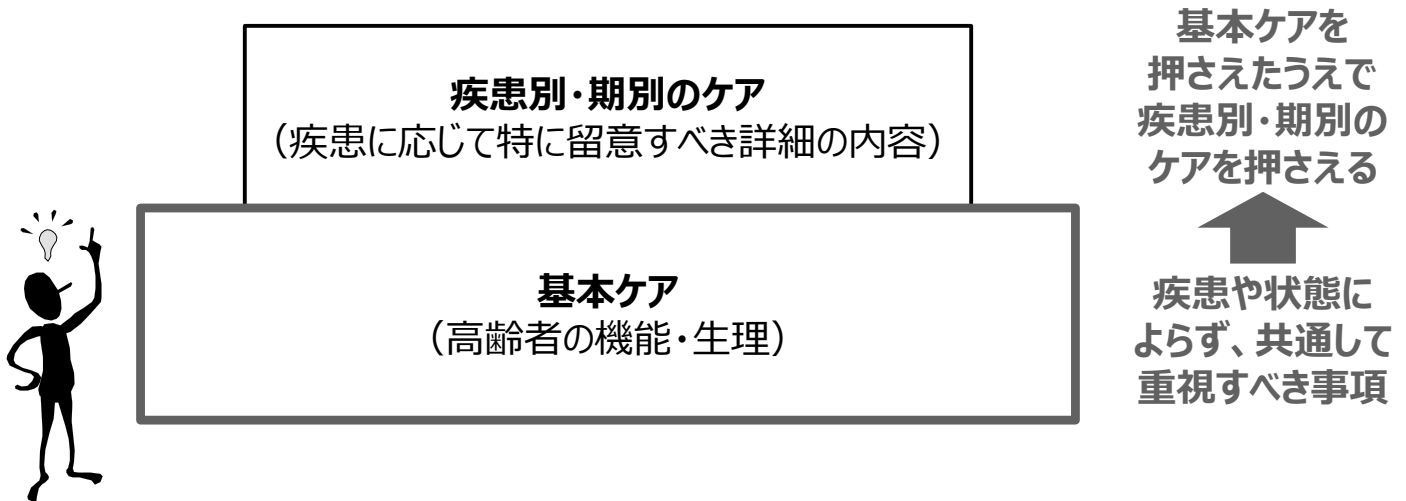 疾患別・期別のケア
（疾患に応じて特に留意すべき詳細の内容）
基本ケア
（高齢者の機能・生理）
基本ケアを
押さえたうえで
疾患別・期別の
ケアを押さえる
疾患や状態に
よらず、共通して
重視すべき事項